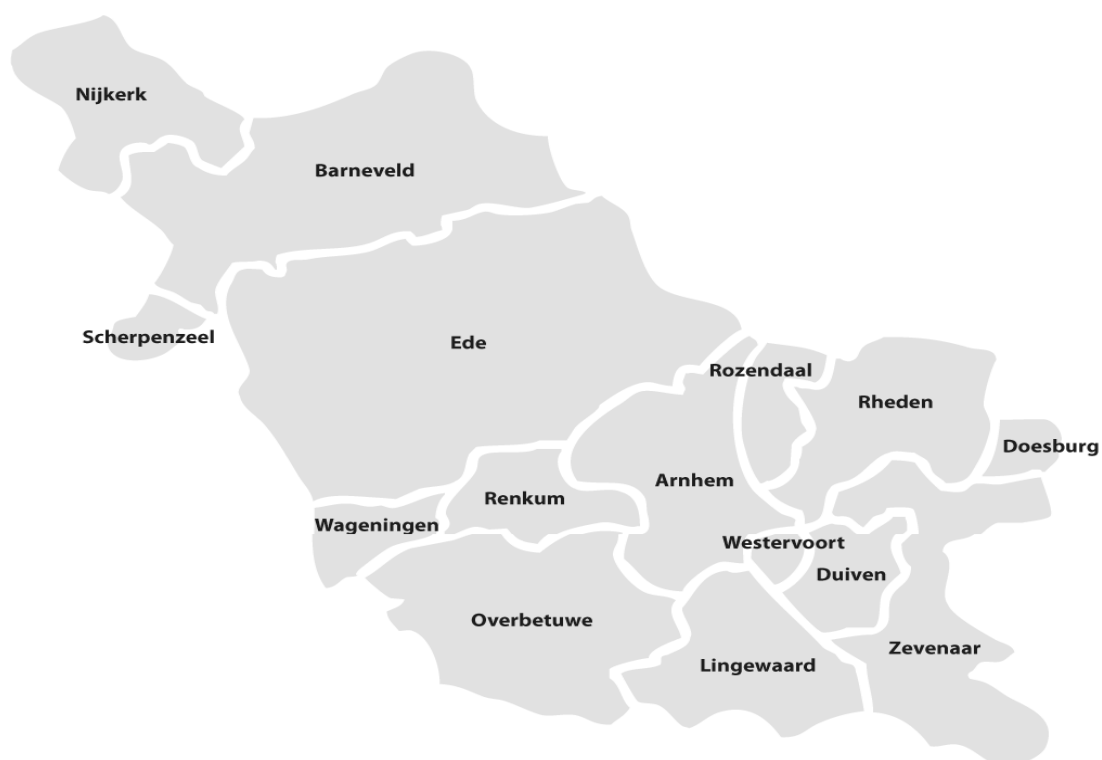 Nijkerk
Barneveld
Scherpenzeel
Ede
Rozendaal
Rheden
Doesburg
Arnhem
Renkum
Wageningen
Westervoort
Duiven
Overbetuwe
Zevenaar
Lingewaard